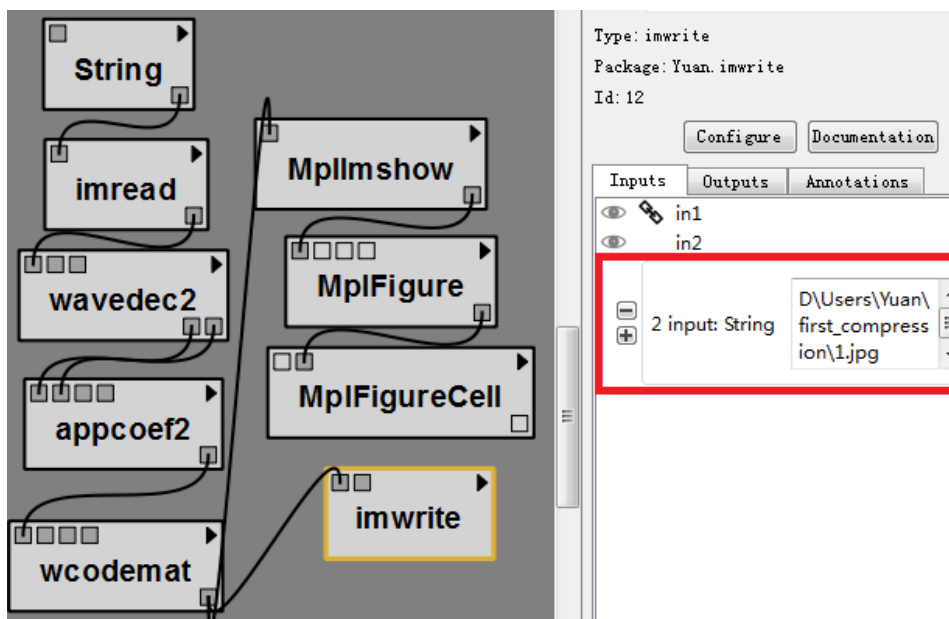 String
imread
wavedec2
appcoef2
wcodemat
MplImshow
MplFigure
MplFigureCell
imwrite
Type: imwrite
Package: Yuan.imwrite
Id: 12
Configure
Documentation
Inputs
Outputs
Annotations
in1
in2
2 input: String
D\Users\Yuan\
first_compress
ion\1.jpg